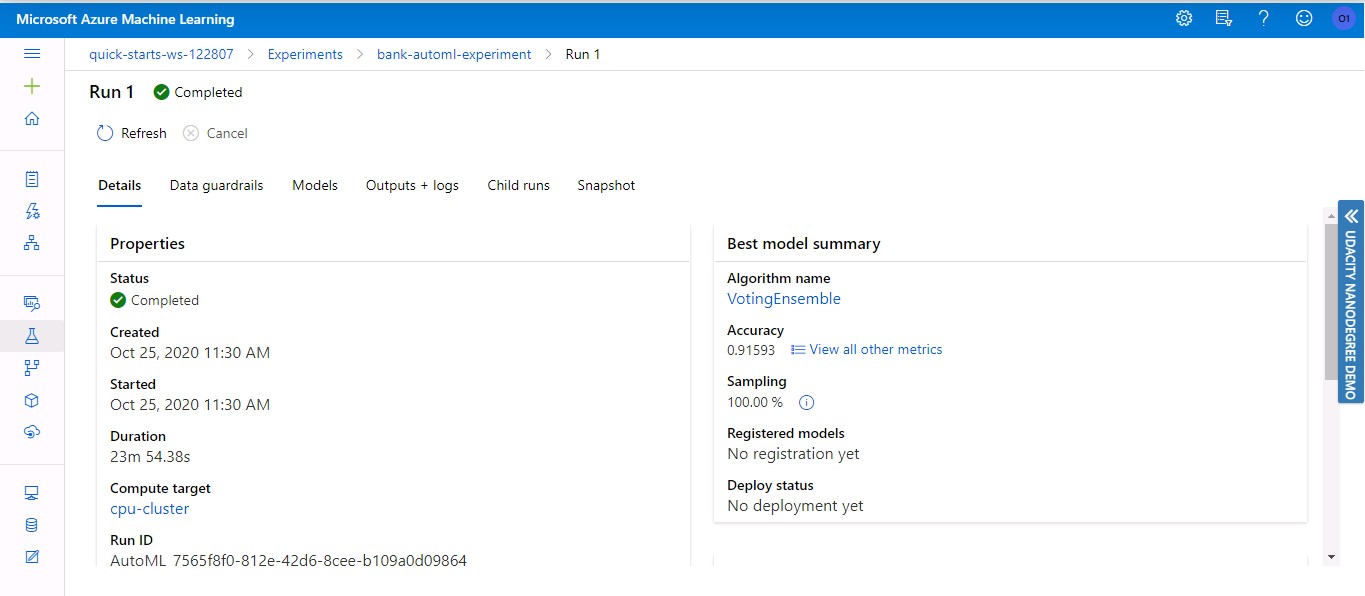 Microsoft Azure Machine Learning
O1
quick-starts-ws-122807 > Experiments > bank-automl-experiment > Run 1
Run 1 Completed
Refresh Cancel
Details Data guardrails Models Outputs + logs Child runs Snapshot
Properties
Status
Completed
Created
Oct 25, 2020 11:30 AM
Started
Oct 25, 2020 11:30 AM
Duration
23m 54.38s
Compute target
cpu-cluster
Run ID
AutoML_7565f8f0-812e-42d6-8cee-b109a0d09864
Best model summary
Algorithm name
VotingEnsemble
Accuracy
0.91593 View all other metrics
Sampling
100.00 %
Registered models
No registration yet
Deploy status
No deployment yet
UDACITY NANODEGREE DEMO